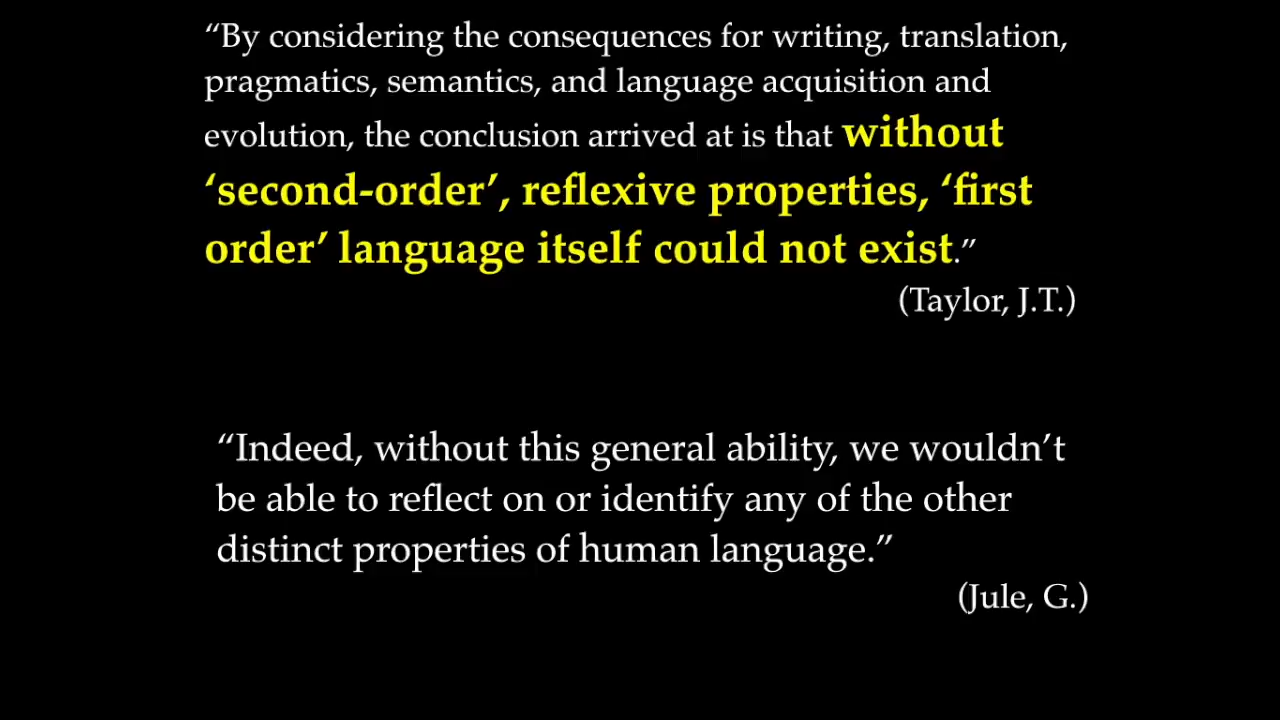 “By considering the consequences for writing, translation,
pragmatics, semantics, and language acquisition and
evolution, the conclusion arrived at is that without
‘second-order’, reflexive properties, ‘first
order’ language itself could not exist.”
(Taylor, J.T.)
“Indeed, without this general ability, we wouldn’t
be able to reflect on or identify any of the other
distinct properties of human language.”
(Jule, G.)